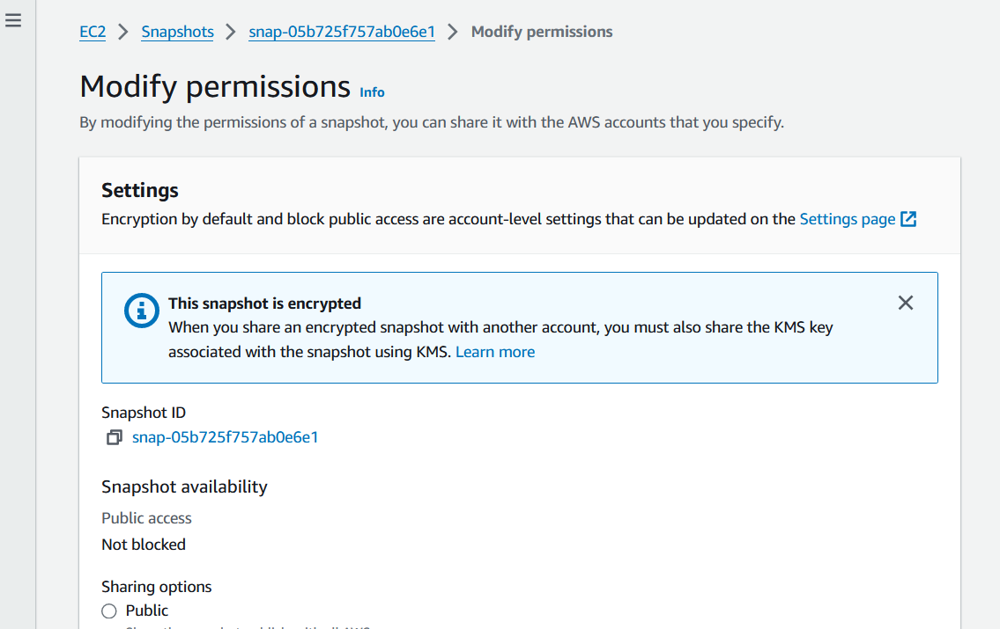 EC2 Snapshots snap-05b725f757ab0e6e1 Modify permissions
Modify permissions Info
By modifying the permissions of a snapshot, you can share it with the AWS accounts that you specify.
Settings
Encryption by default and block public access are account-level settings that can be updated on the Settings page
This snapshot is encrypted
When you share an encrypted snapshot with another account, you must also share the KMS key
associated with the snapshot using KMS. Learn more
Snapshot ID
snap-05b725f757ab0e6e1
Snapshot availability
Public access
Not blocked
Sharing options
Public